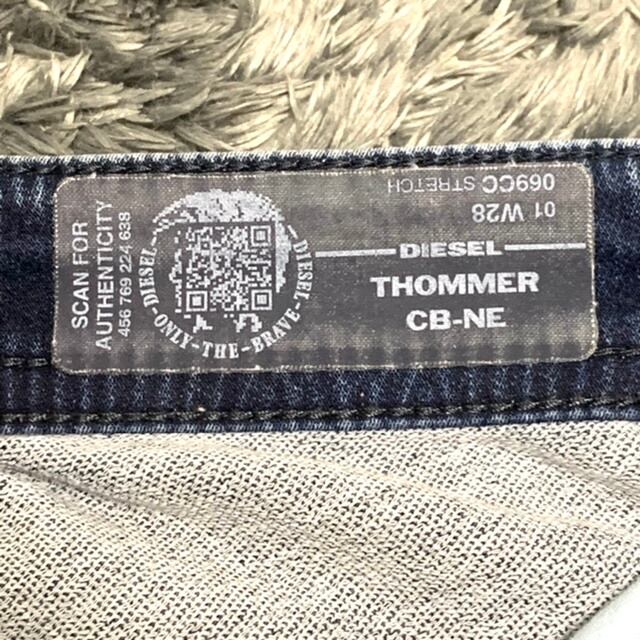 SCAN FOR
AUTHENTICITY
456 769 224 638
DIESEL
DIESEL
ONLY-THE-BRAVE
069CC STRETCH
01 W28
DIESEL
THOMMER
CB-NE